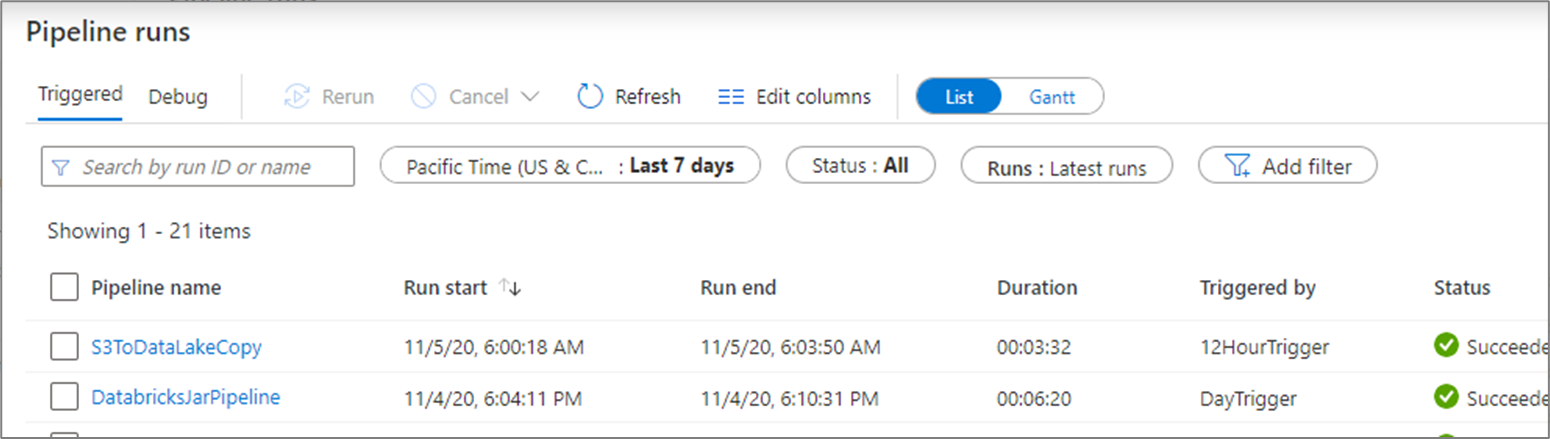 Pipeline runs
Triggered Debug Rerun Cancel Refresh Edit columns List Gantt
Search by run ID or name Pacific Time (US & C... : Last 7 days Status : All Runs : Latest runs Add filter
Showing 1 - 21 items
Pipeline name Run start Run end Duration Triggered by Status
S3ToDataLakeCopy 11/5/20, 6:00:18 AM 11/5/20, 6:03:50 AM 00:03:32 12HourTrigger Succeede
DatabricksJarPipeline 11/4/20, 6:04:11 PM 11/4/20, 6:10:31 PM 00:06:20 DayTrigger Succeede